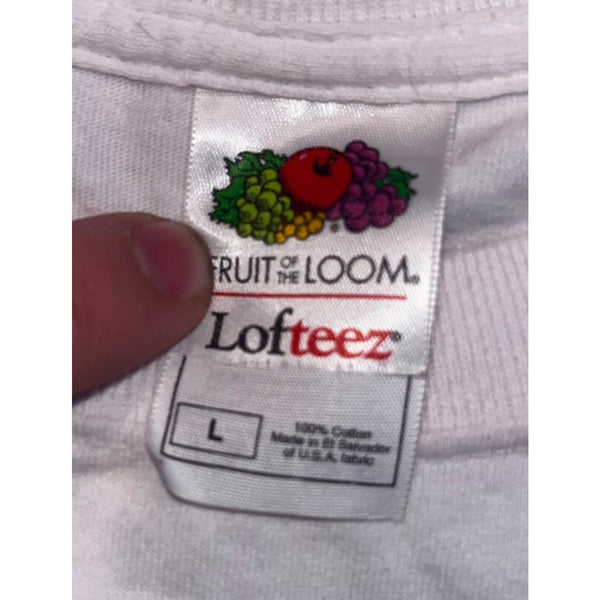 FRUIT OF THE LOOM®
Lofteez®
L
100% Cotton
Made in El Salvador
of U.S.A. fabric